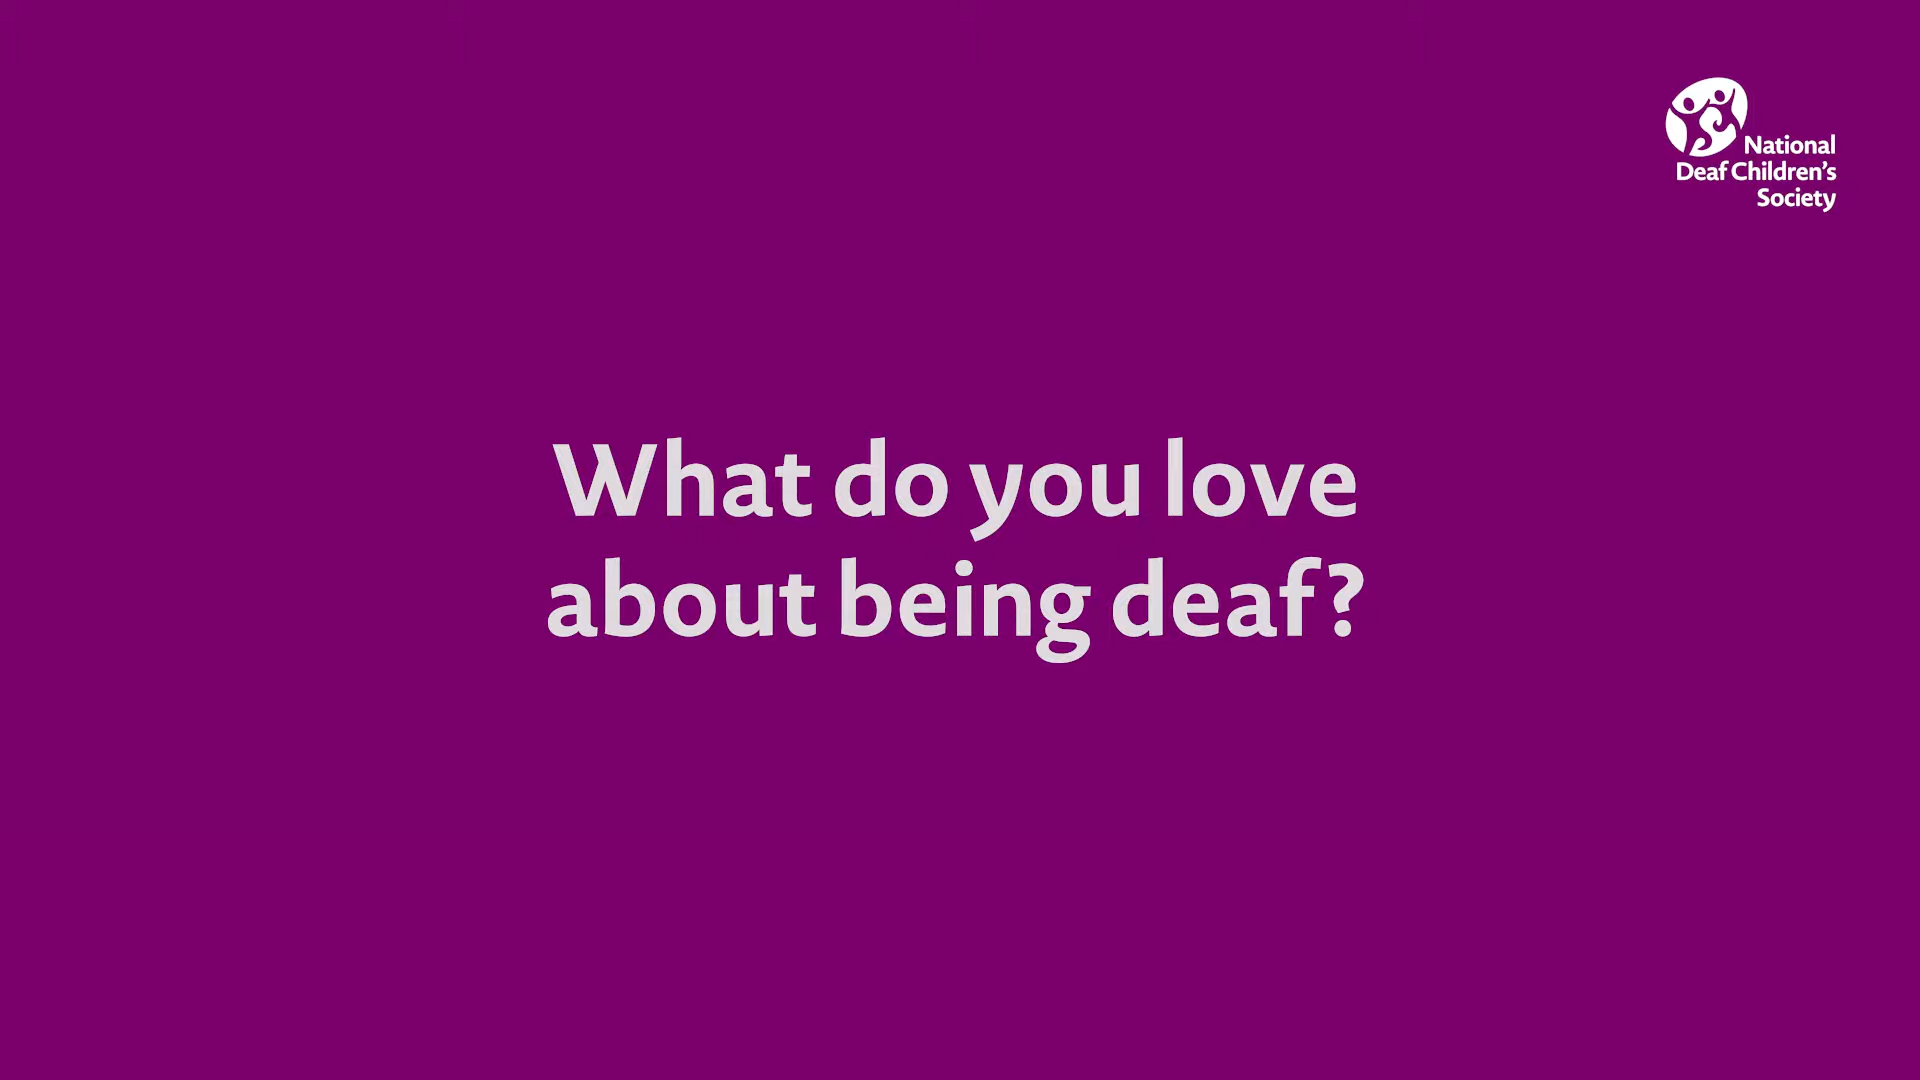 National
Deaf Children's
Society
What do you love
about being deaf?